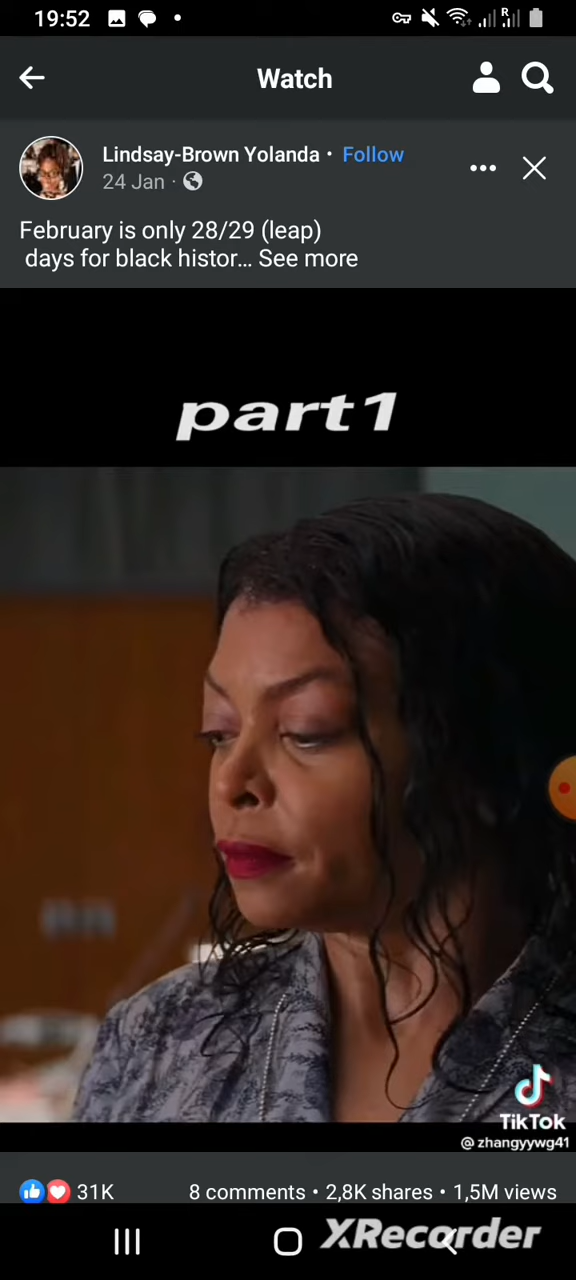 19:52
R
Watch
Lindsay-Brown Yolanda · Follow
24 Jan ·
February is only 28/29 (leap)
days for black histor... See more
part1
TikTok
@zhangyywg41
31K
8 comments • 2,8K shares • 1,5M views
XRecorder